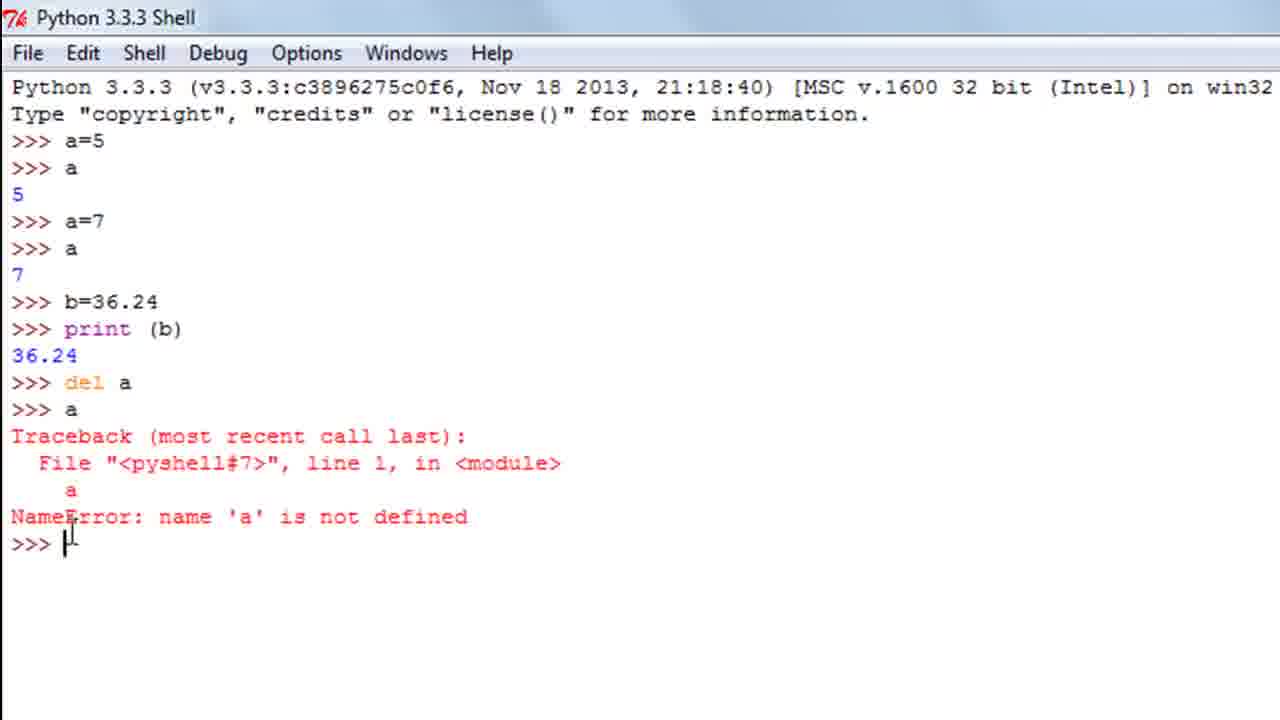 Python 3.3.3 Shell
File Edit Shell Debug Options Windows Help
Python 3.3.3 (v3.3.3:c3896275c0f6, Nov 18 2013, 21:18:40) [MSC v.1600 32 bit (Intel)] on win32
Type "copyright", "credits" or "license()" for more information.
>>> a=5
>>> a
5
>>> a=7
>>> a
7
>>> b=36.24
>>> print (b)
36.24
>>> del a
>>> a
Traceback (most recent call last):
  File "<pyshell#7>", line 1, in <module>
    a
NameError: name 'a' is not defined
>>>